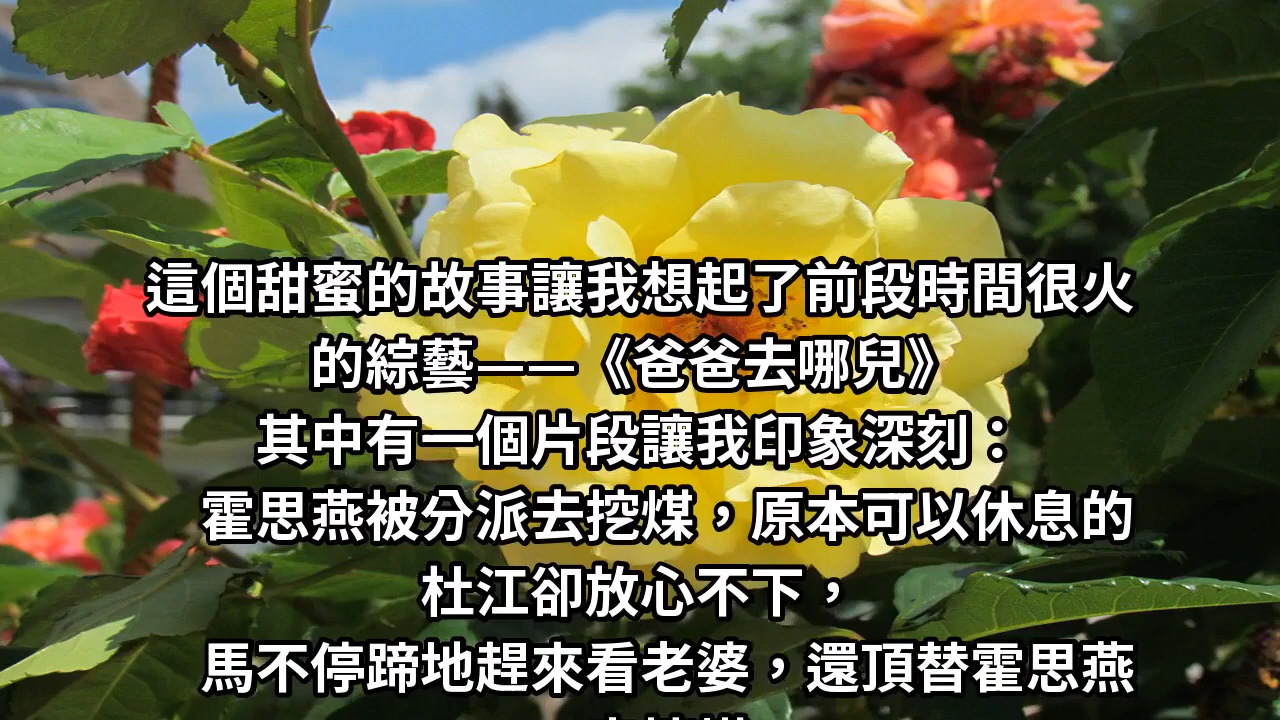 這個甜蜜的故事讓我想起了前段時間很火
的綜藝——《爸爸去哪兒》
其中有一個片段讓我印象深刻：
霍思燕被分派去挖煤，原本可以休息的
杜江卻放心不下，
馬不停蹄地趕來看老婆，還頂替霍思燕